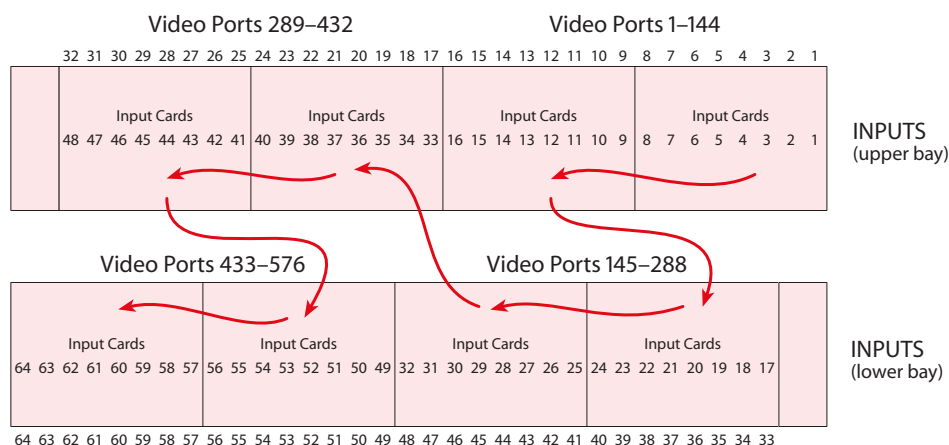 Video Ports 289–432 Video Ports 1–144
32 31 30 29 28 27 26 25 24 23 22 21 20 19 18 17 16 15 14 13 12 11 10 9 8 7 6 5 4 3 2 1
Input Cards Input Cards Input Cards Input Cards
48 47 46 45 44 43 42 41 40 39 38 37 36 35 34 33 16 15 14 13 12 11 10 9 8 7 6 5 4 3 2 1
INPUTS
(upper bay)
Video Ports 433–576 Video Ports 145–288
Input Cards Input Cards Input Cards Input Cards
64 63 62 61 60 59 58 57 56 55 54 53 52 51 50 49 32 31 30 29 28 27 26 25 24 23 22 21 20 19 18 17
INPUTS
(lower bay)
64 63 62 61 60 59 58 57 56 55 54 53 52 51 50 49 48 47 46 45 44 43 42 41 40 39 38 37 36 35 34 33